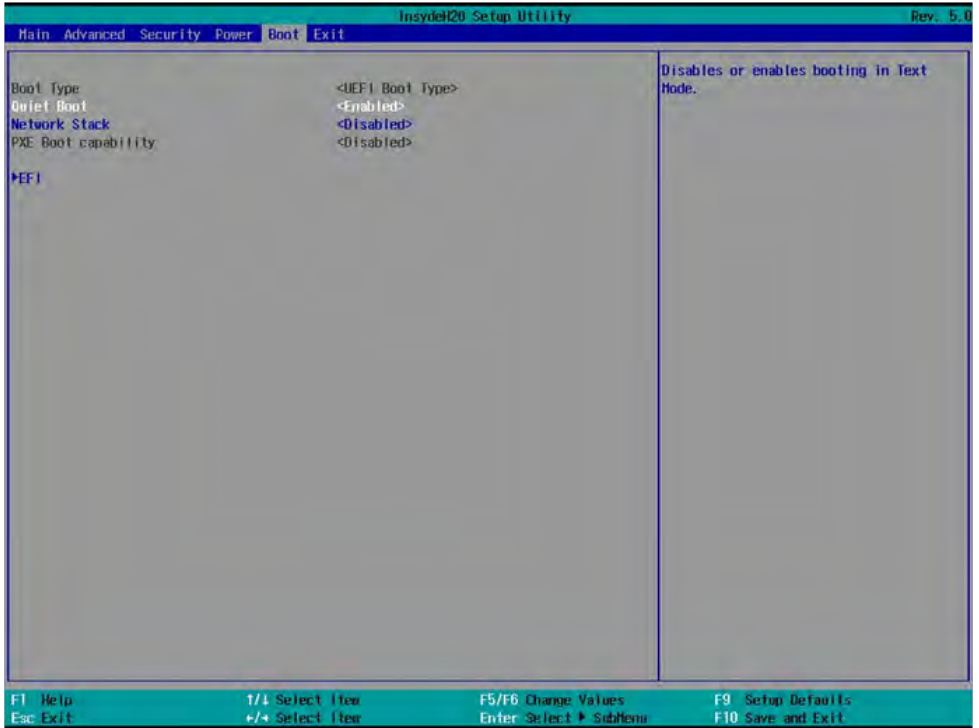 InsydeH20 Setup Utility Rev. 5.0
Main Advanced Security Power Boot Exit
Boot Type <UEFI Boot Type>
Quiet Boot <Enabled>
Network Stack <Disabled>
PXE Boot capability <Disabled>
▶EFI
Disables or enables booting in Text
Mode.
F1 Help ↑/↓ Select Item F5/F6 Change Values F9 Setup Defaults
Esc Exit ←/→ Select Item Enter Select ▶ SubMenu F10 Save and Exit